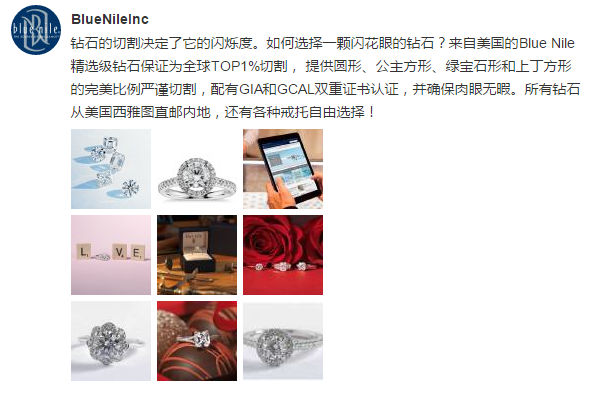 blue nile.
BlueNileInc
钻石的切割决定了它的闪烁度。如何选择一颗闪花眼的钻石？来自美国的Blue Nile
精选级钻石保证为全球TOP1%切割， 提供圆形、公主方形、绿宝石形和上丁方形
的完美比例严谨切割，配有GIA和GCAL双重证书认证，并确保肉眼无暇。所有钻石
从美国西雅图直邮内地，还有各种戒托自由选择！
L V E